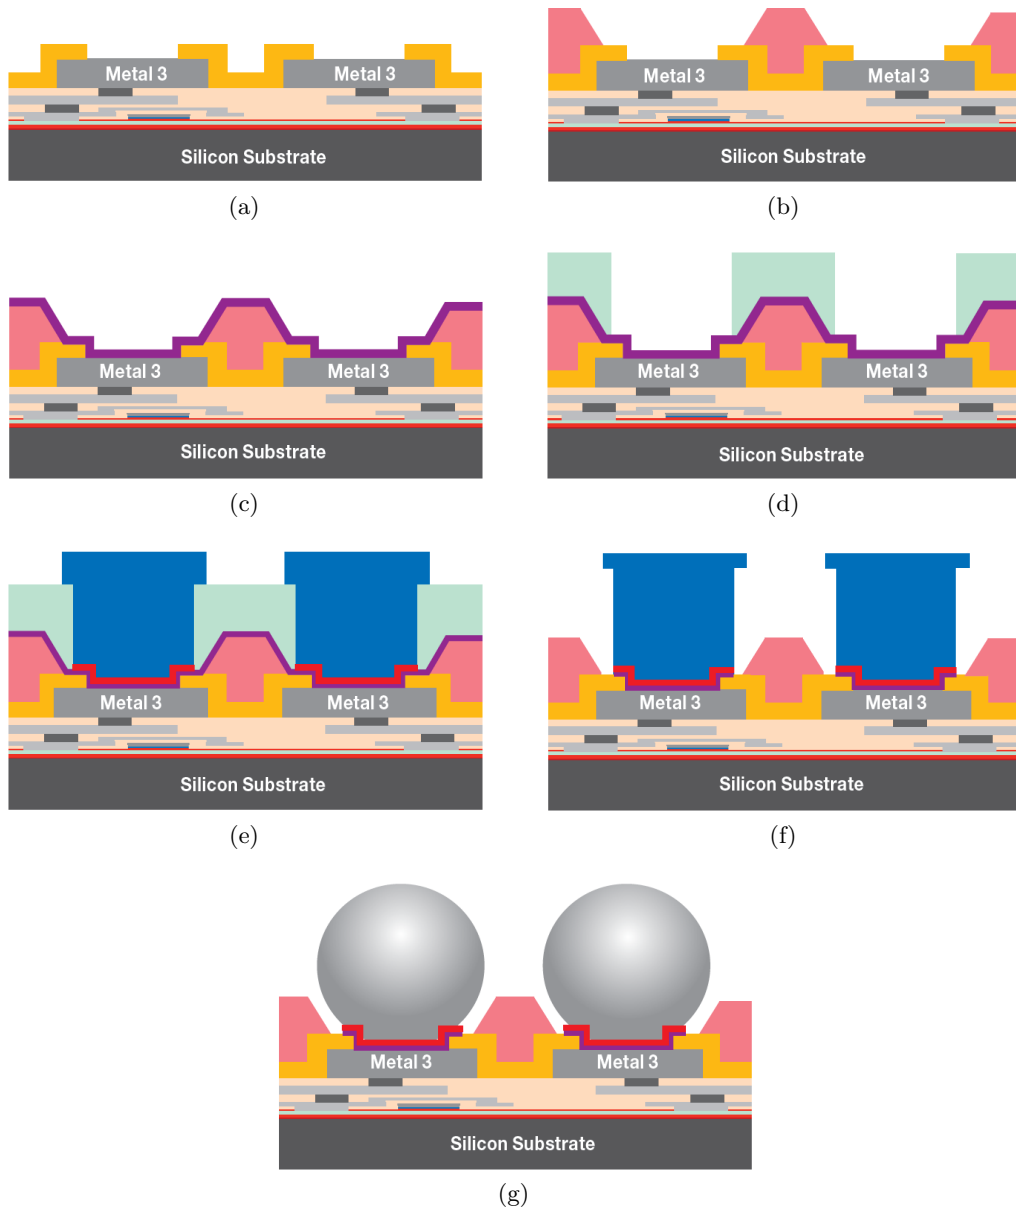 Metal 3 Metal 3
Silicon Substrate
(a)
Metal 3 Metal 3
Silicon Substrate
(b)
Metal 3 Metal 3
Silicon Substrate
(c)
Metal 3 Metal 3
Silicon Substrate
(d)
Metal 3 Metal 3
Silicon Substrate
(e)
Metal 3 Metal 3
Silicon Substrate
(f)
Metal 3 Metal 3
Silicon Substrate
(g)